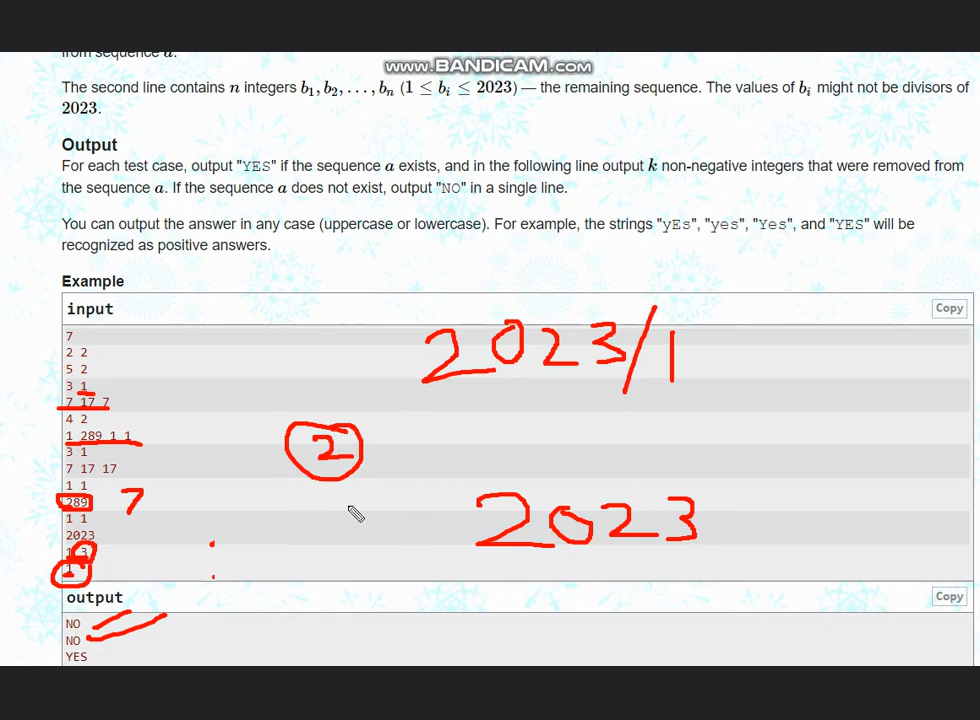 from sequence a.
www.BANDICAM.com
The second line contains n integers b₁, b₂, …, bₙ (1 ≤ bᵢ ≤ 2023) — the remaining sequence. The values of bᵢ might not be divisors of
2023.
Output
For each test case, output "YES" if the sequence a exists, and in the following line output k non-negative integers that were removed from
the sequence a. If the sequence a does not exist, output "NO" in a single line.
You can output the answer in any case (uppercase or lowercase). For example, the strings "yEs", "yes", "Yes", and "YES" will be
recognized as positive answers.
Example
input
Copy
7
2 2
5 2
3 1
7 17 7
4 2
1 289 1 1
3 1
7 17 17
1 1
289
1 1
2023
1 3
1
2023/1
2
7
2023
output
Copy
NO
NO
YES